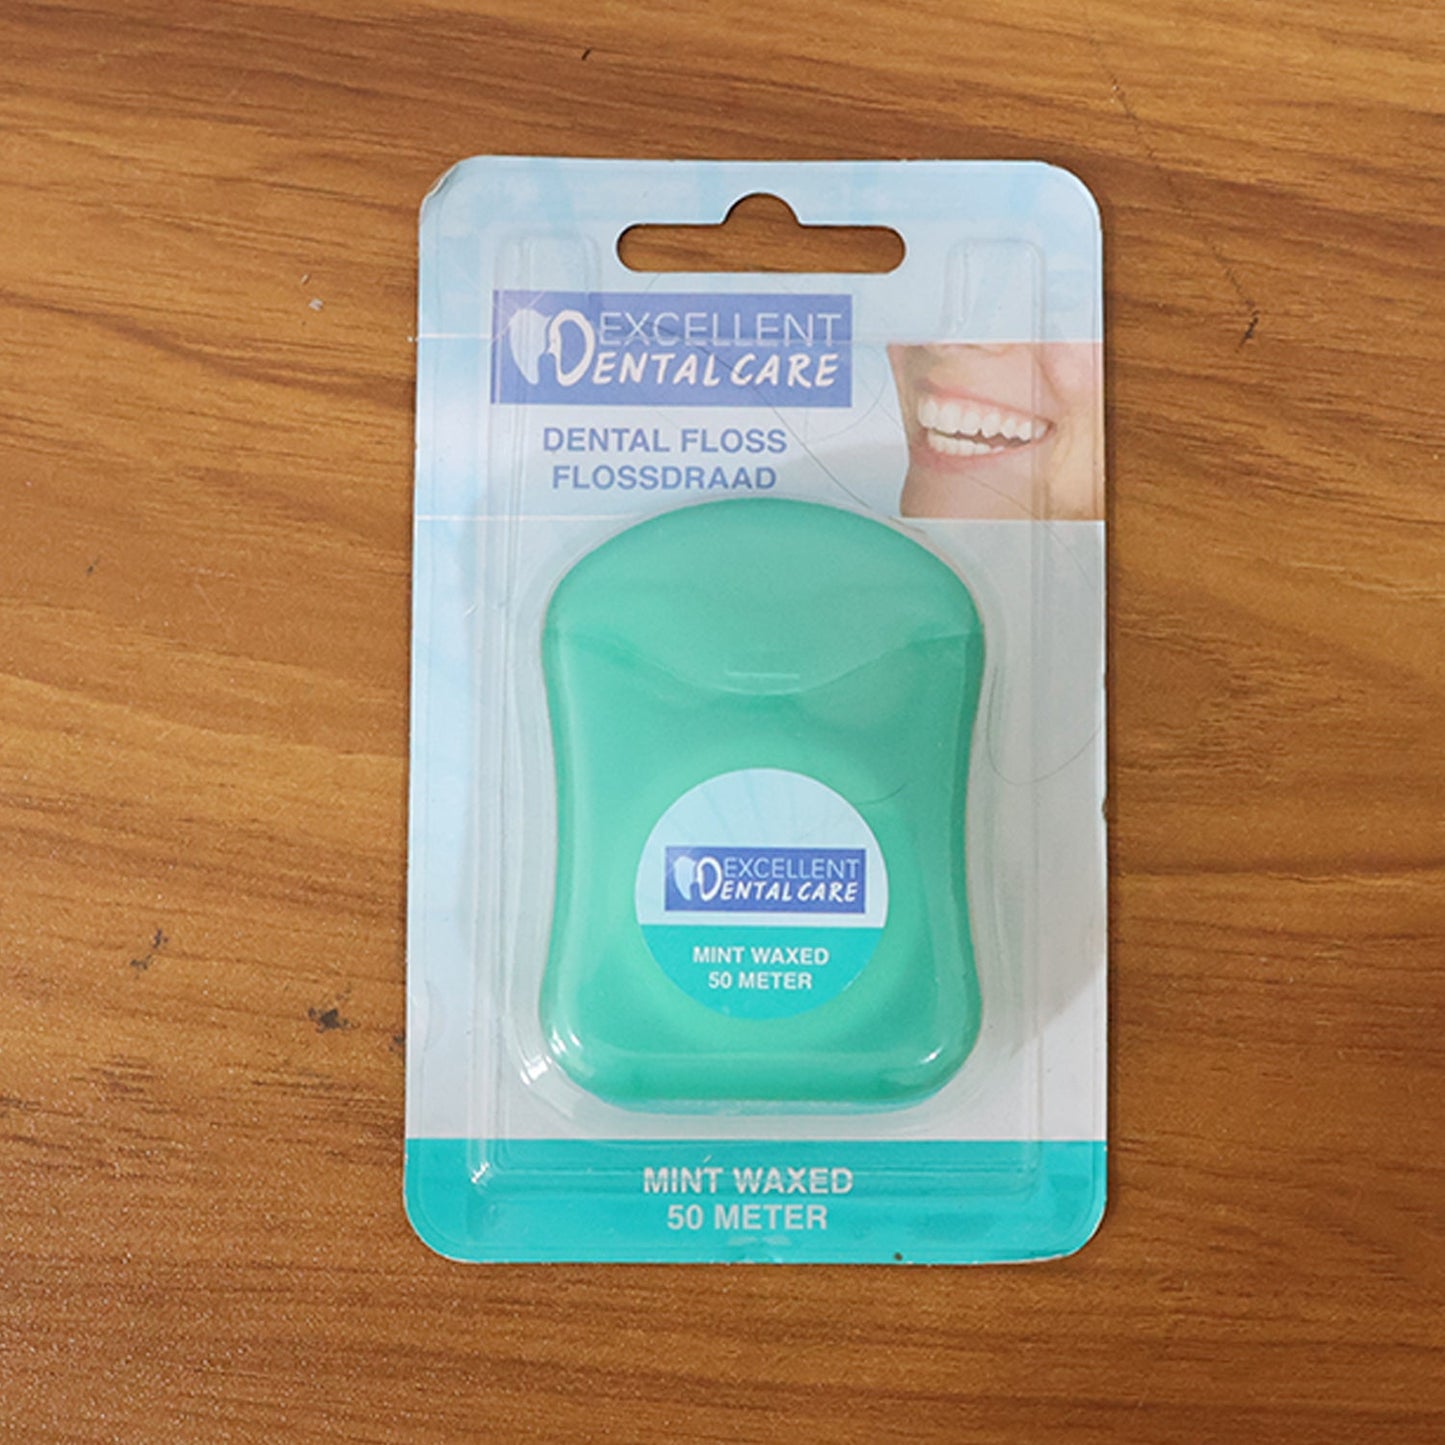 EXCELLENT
DENTAL CARE
DENTAL FLOSS
FLOSSDRAAD
EXCELLENT
DENTAL CARE
MINT WAXED
50 METER
MINT WAXED
50 METER